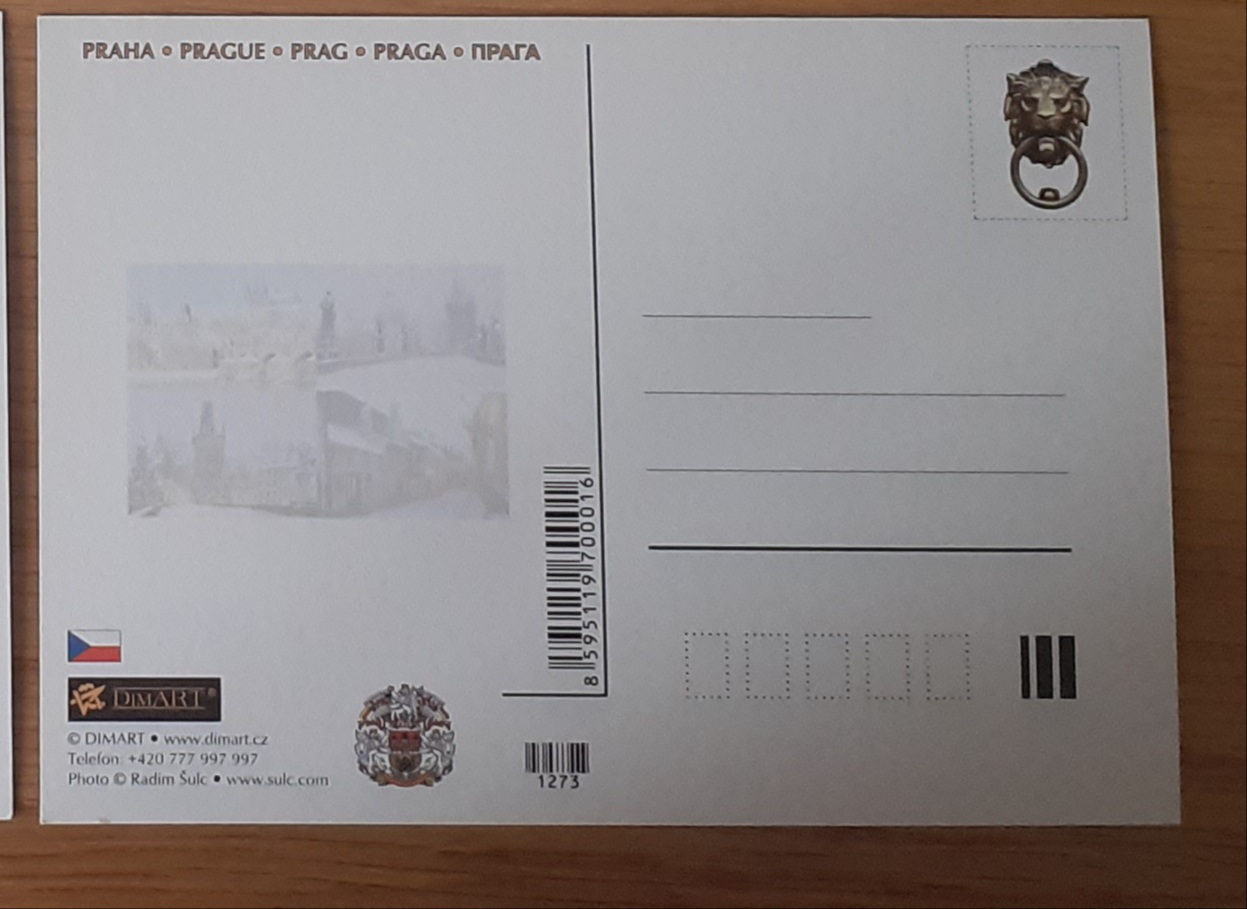 PRAHA • PRAGUE • PRAG • PRAGA • ПРАГА
8 595119 700016
DIMART®
© DIMART • www.dimart.cz
Telefon: +420 777 997 997
Photo © Radim Šulc • www.sulc.com
1273